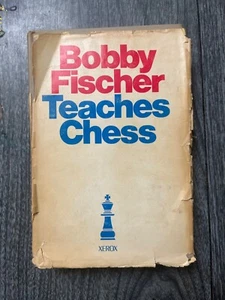 Bobby
Fischer
Teaches
Chess
XEROX